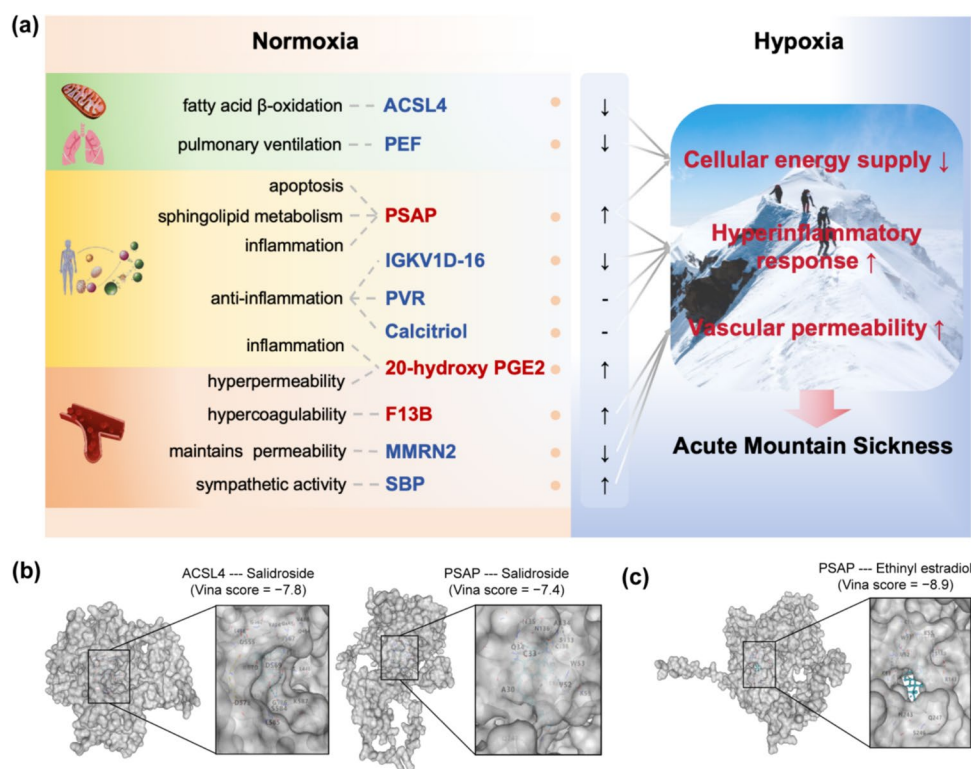 (a)
Normoxia
Hypoxia
fatty acid β-oxidation
ACSL4
↓
pulmonary ventilation
PEF
↓
Cellular energy supply ↓
apoptosis
sphingolipid metabolism
PSAP
↑
inflammation
Hyperinflammatory
response ↑
IGKV1D-16
↓
anti-inflammation
PVR
-
Calcitriol
-
Vascular permeability ↑
inflammation
20-hydroxy PGE2
↑
hyperpermeability
hypercoagulability
F13B
↑
maintains permeability
MMRN2
↓
sympathetic activity
SBP
↑
Acute Mountain Sickness
(b)
ACSL4 --- Salidroside
(Vina score = −7.8)
PSAP --- Salidroside
(Vina score = −7.4)
(c)
PSAP --- Ethinyl estradiol
(Vina score = −8.9)